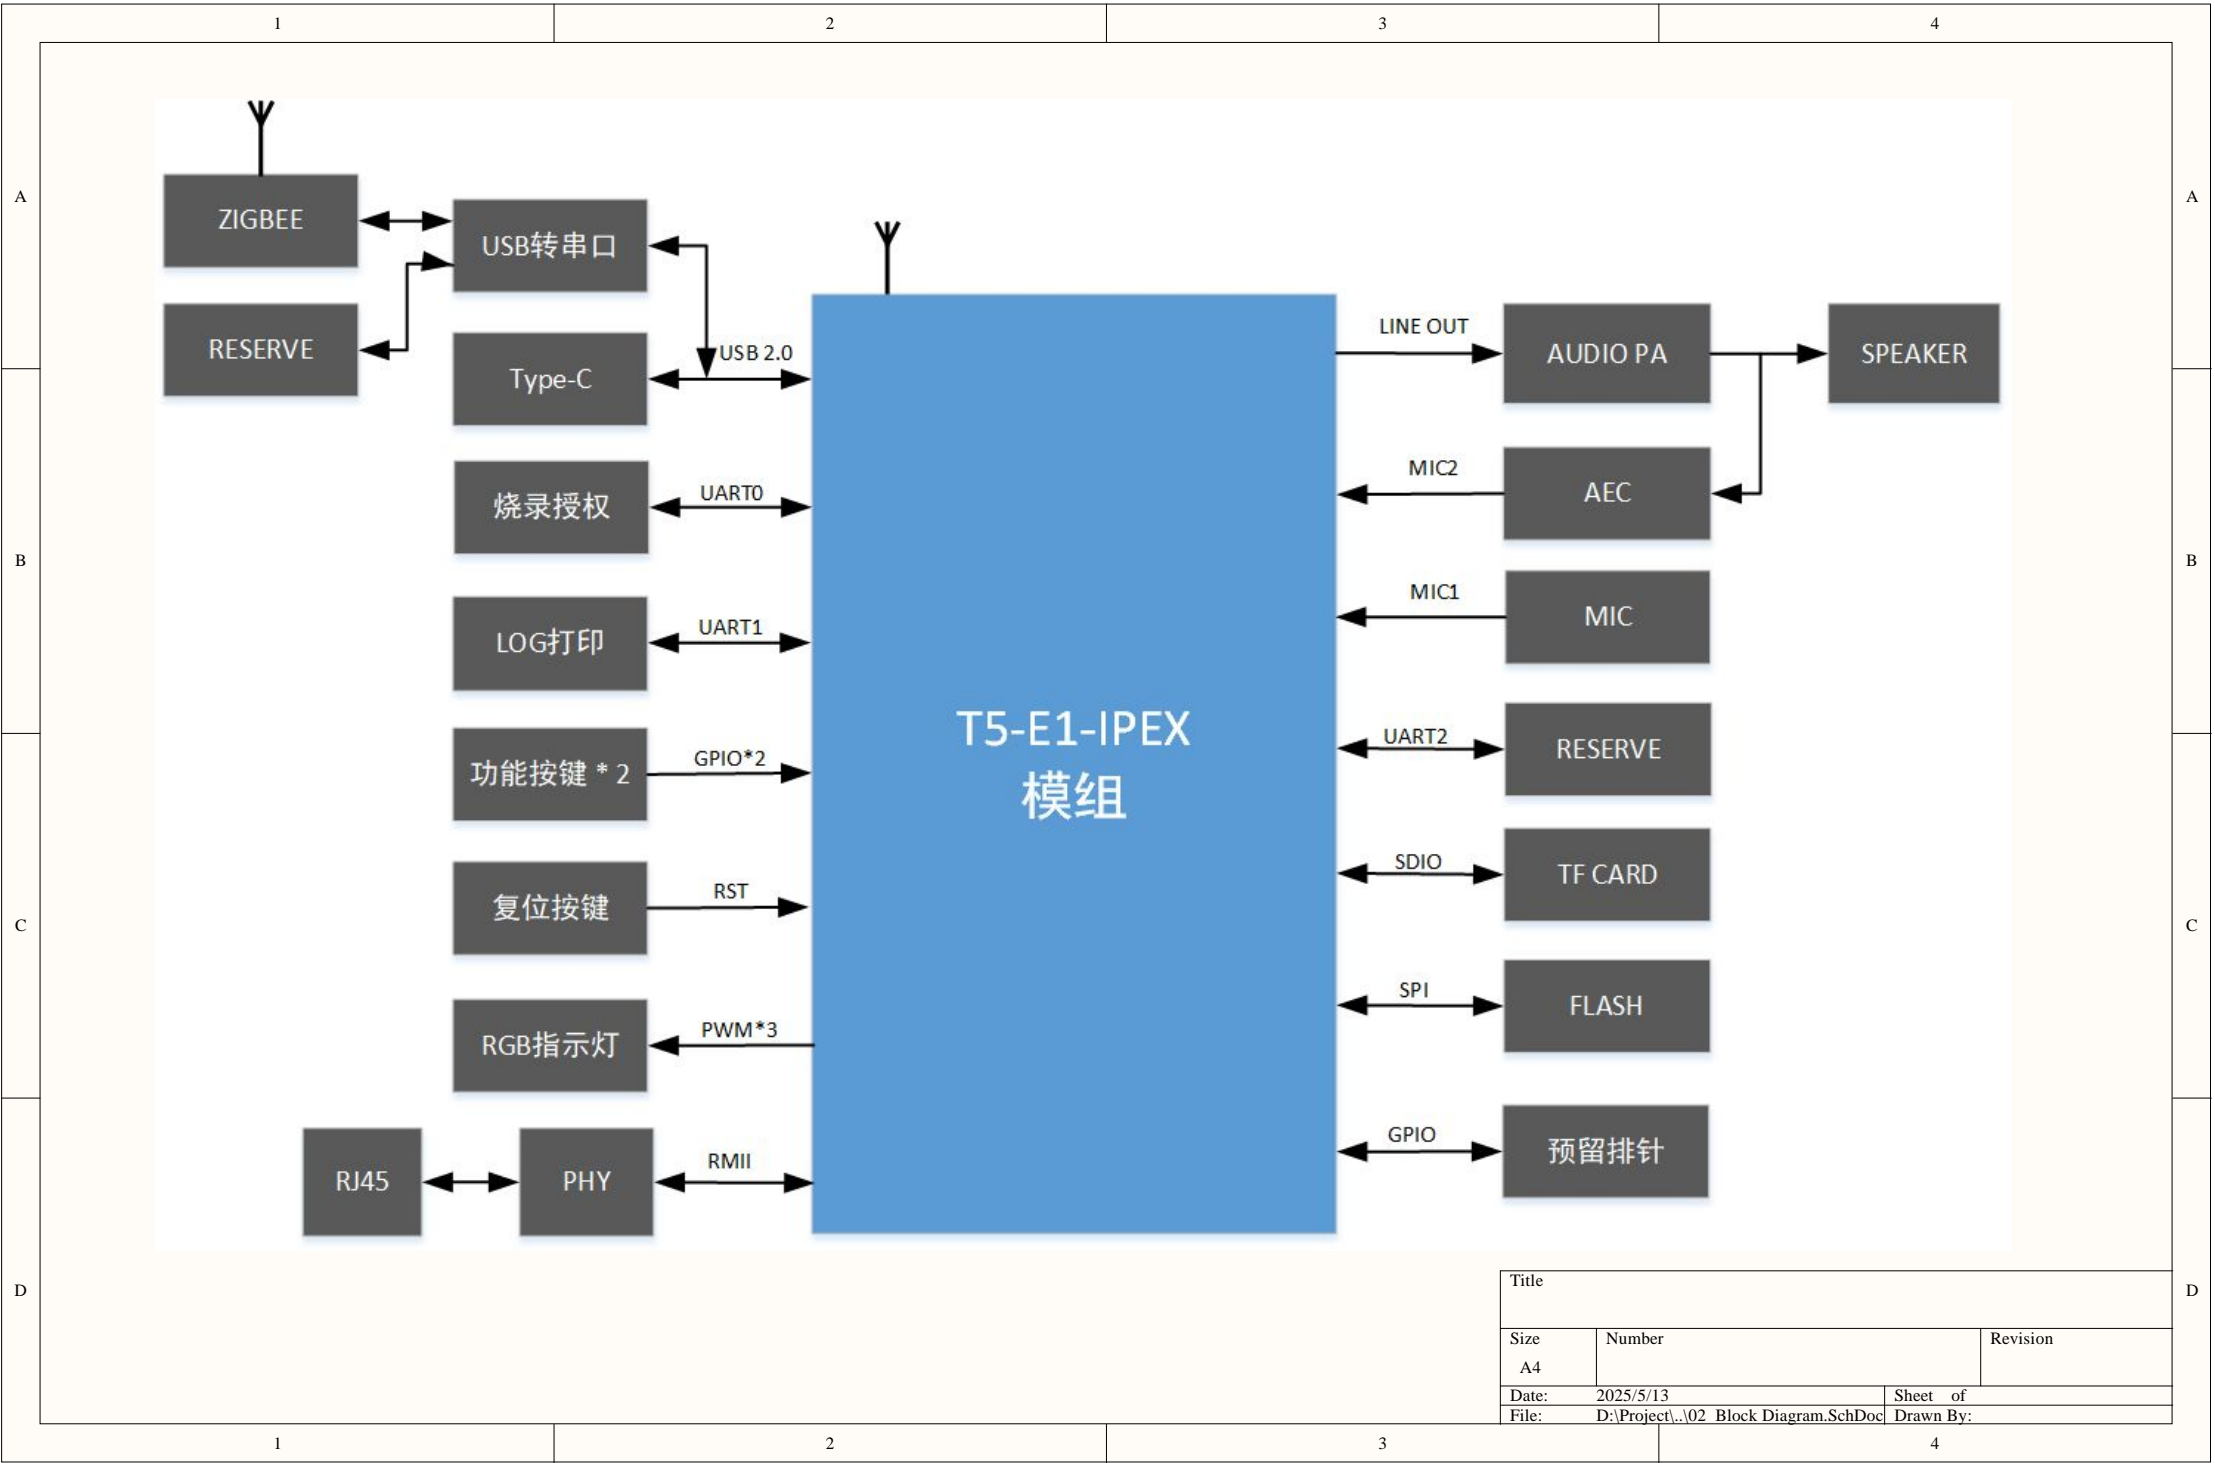 1 2 3 4
A A
ZIGBEE
USB转串口
RESERVE
Type-C
USB 2.0
LINE OUT
AUDIO PA
SPEAKER
烧录授权
UART0
MIC2
AEC
B B
LOG打印
UART1
MIC1
MIC
T5-E1-IPEX
模组
功能按键 * 2
GPIO*2
UART2
RESERVE
复位按键
RST
SDIO
TF CARD
C C
RGB指示灯
PWM*3
SPI
FLASH
RJ45
PHY
RMII
GPIO
预留排针
D D
Title
Size Number Revision
A4
Date: 2025/5/13 Sheet of
File: D:\Project\..\02 Block Diagram.SchDoc Drawn By:
1 2 3 4